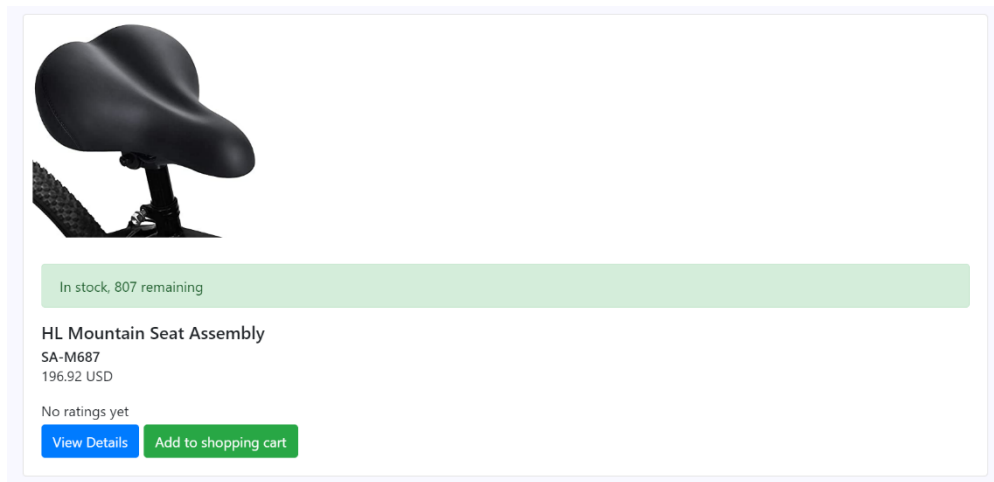 In stock, 807 remaining
HL Mountain Seat Assembly
SA-M687
196.92 USD
No ratings yet
View Details
Add to shopping cart